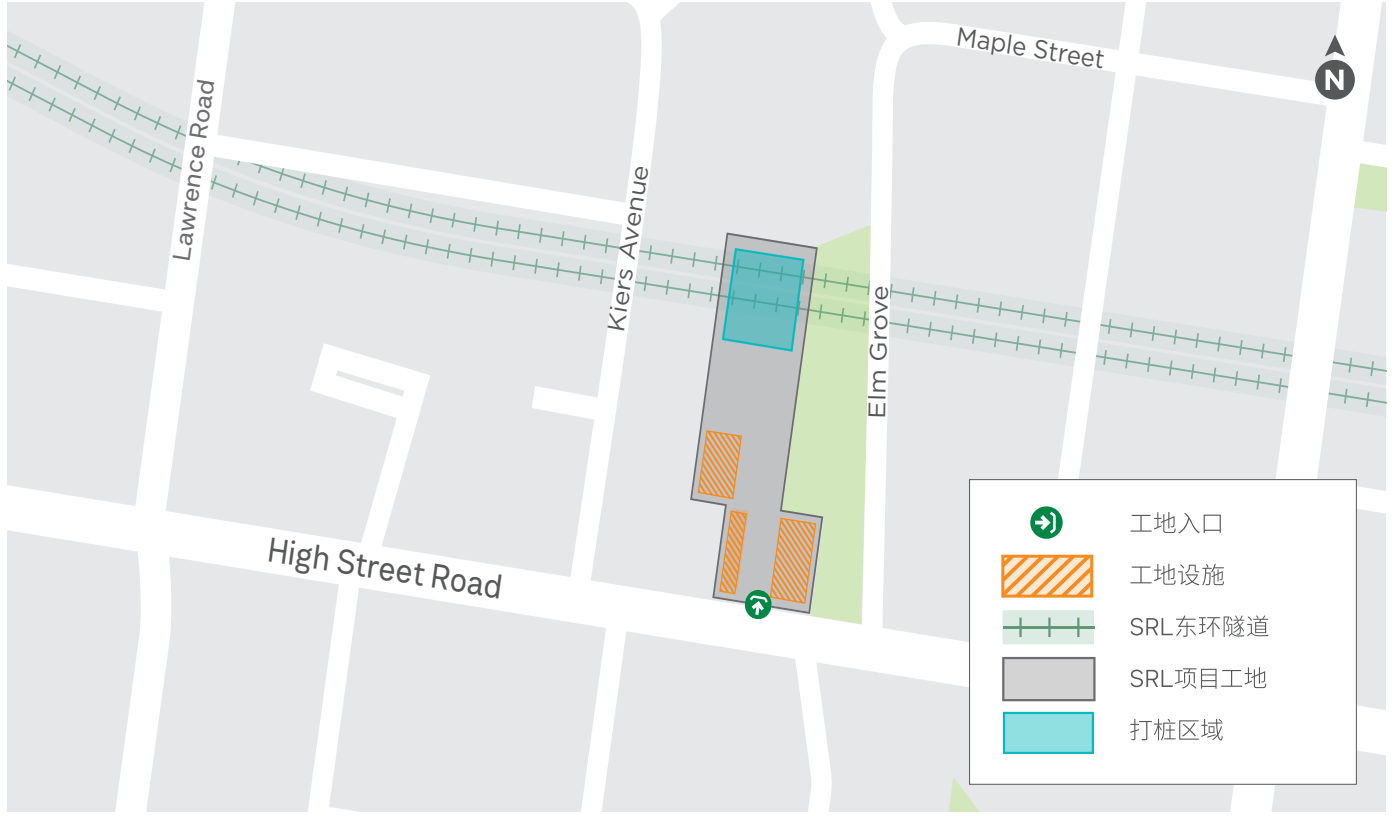 Maple Street
N
Lawrence Road
Kiers Avenue
Elm Grove
High Street Road
工地入口
工地设施
SRL东环隧道
SRL项目工地
打桩区域